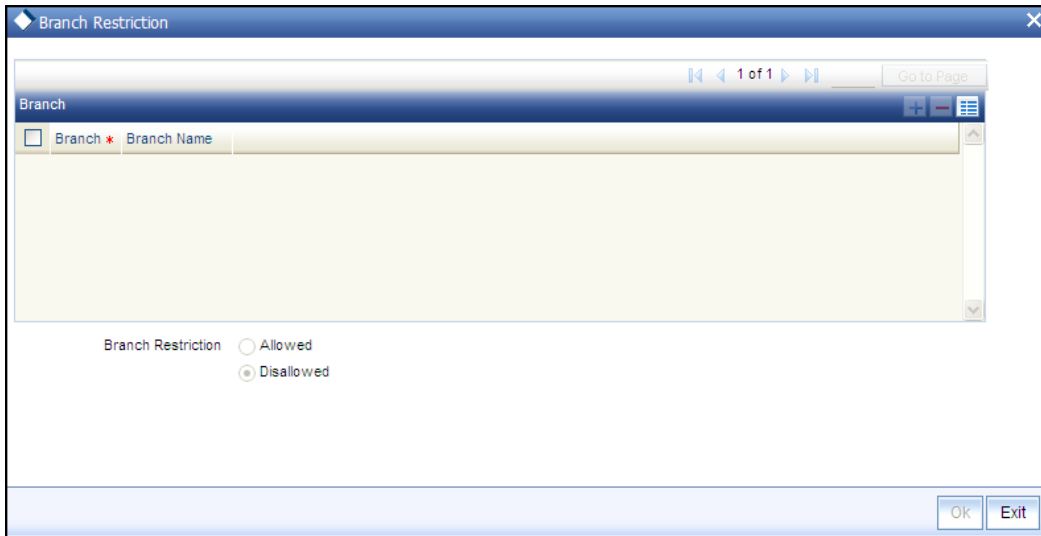 Branch Restriction
1 of 1 Go to Page
Branch
Branch * Branch Name
Branch Restriction Allowed
Disallowed
Ok Exit